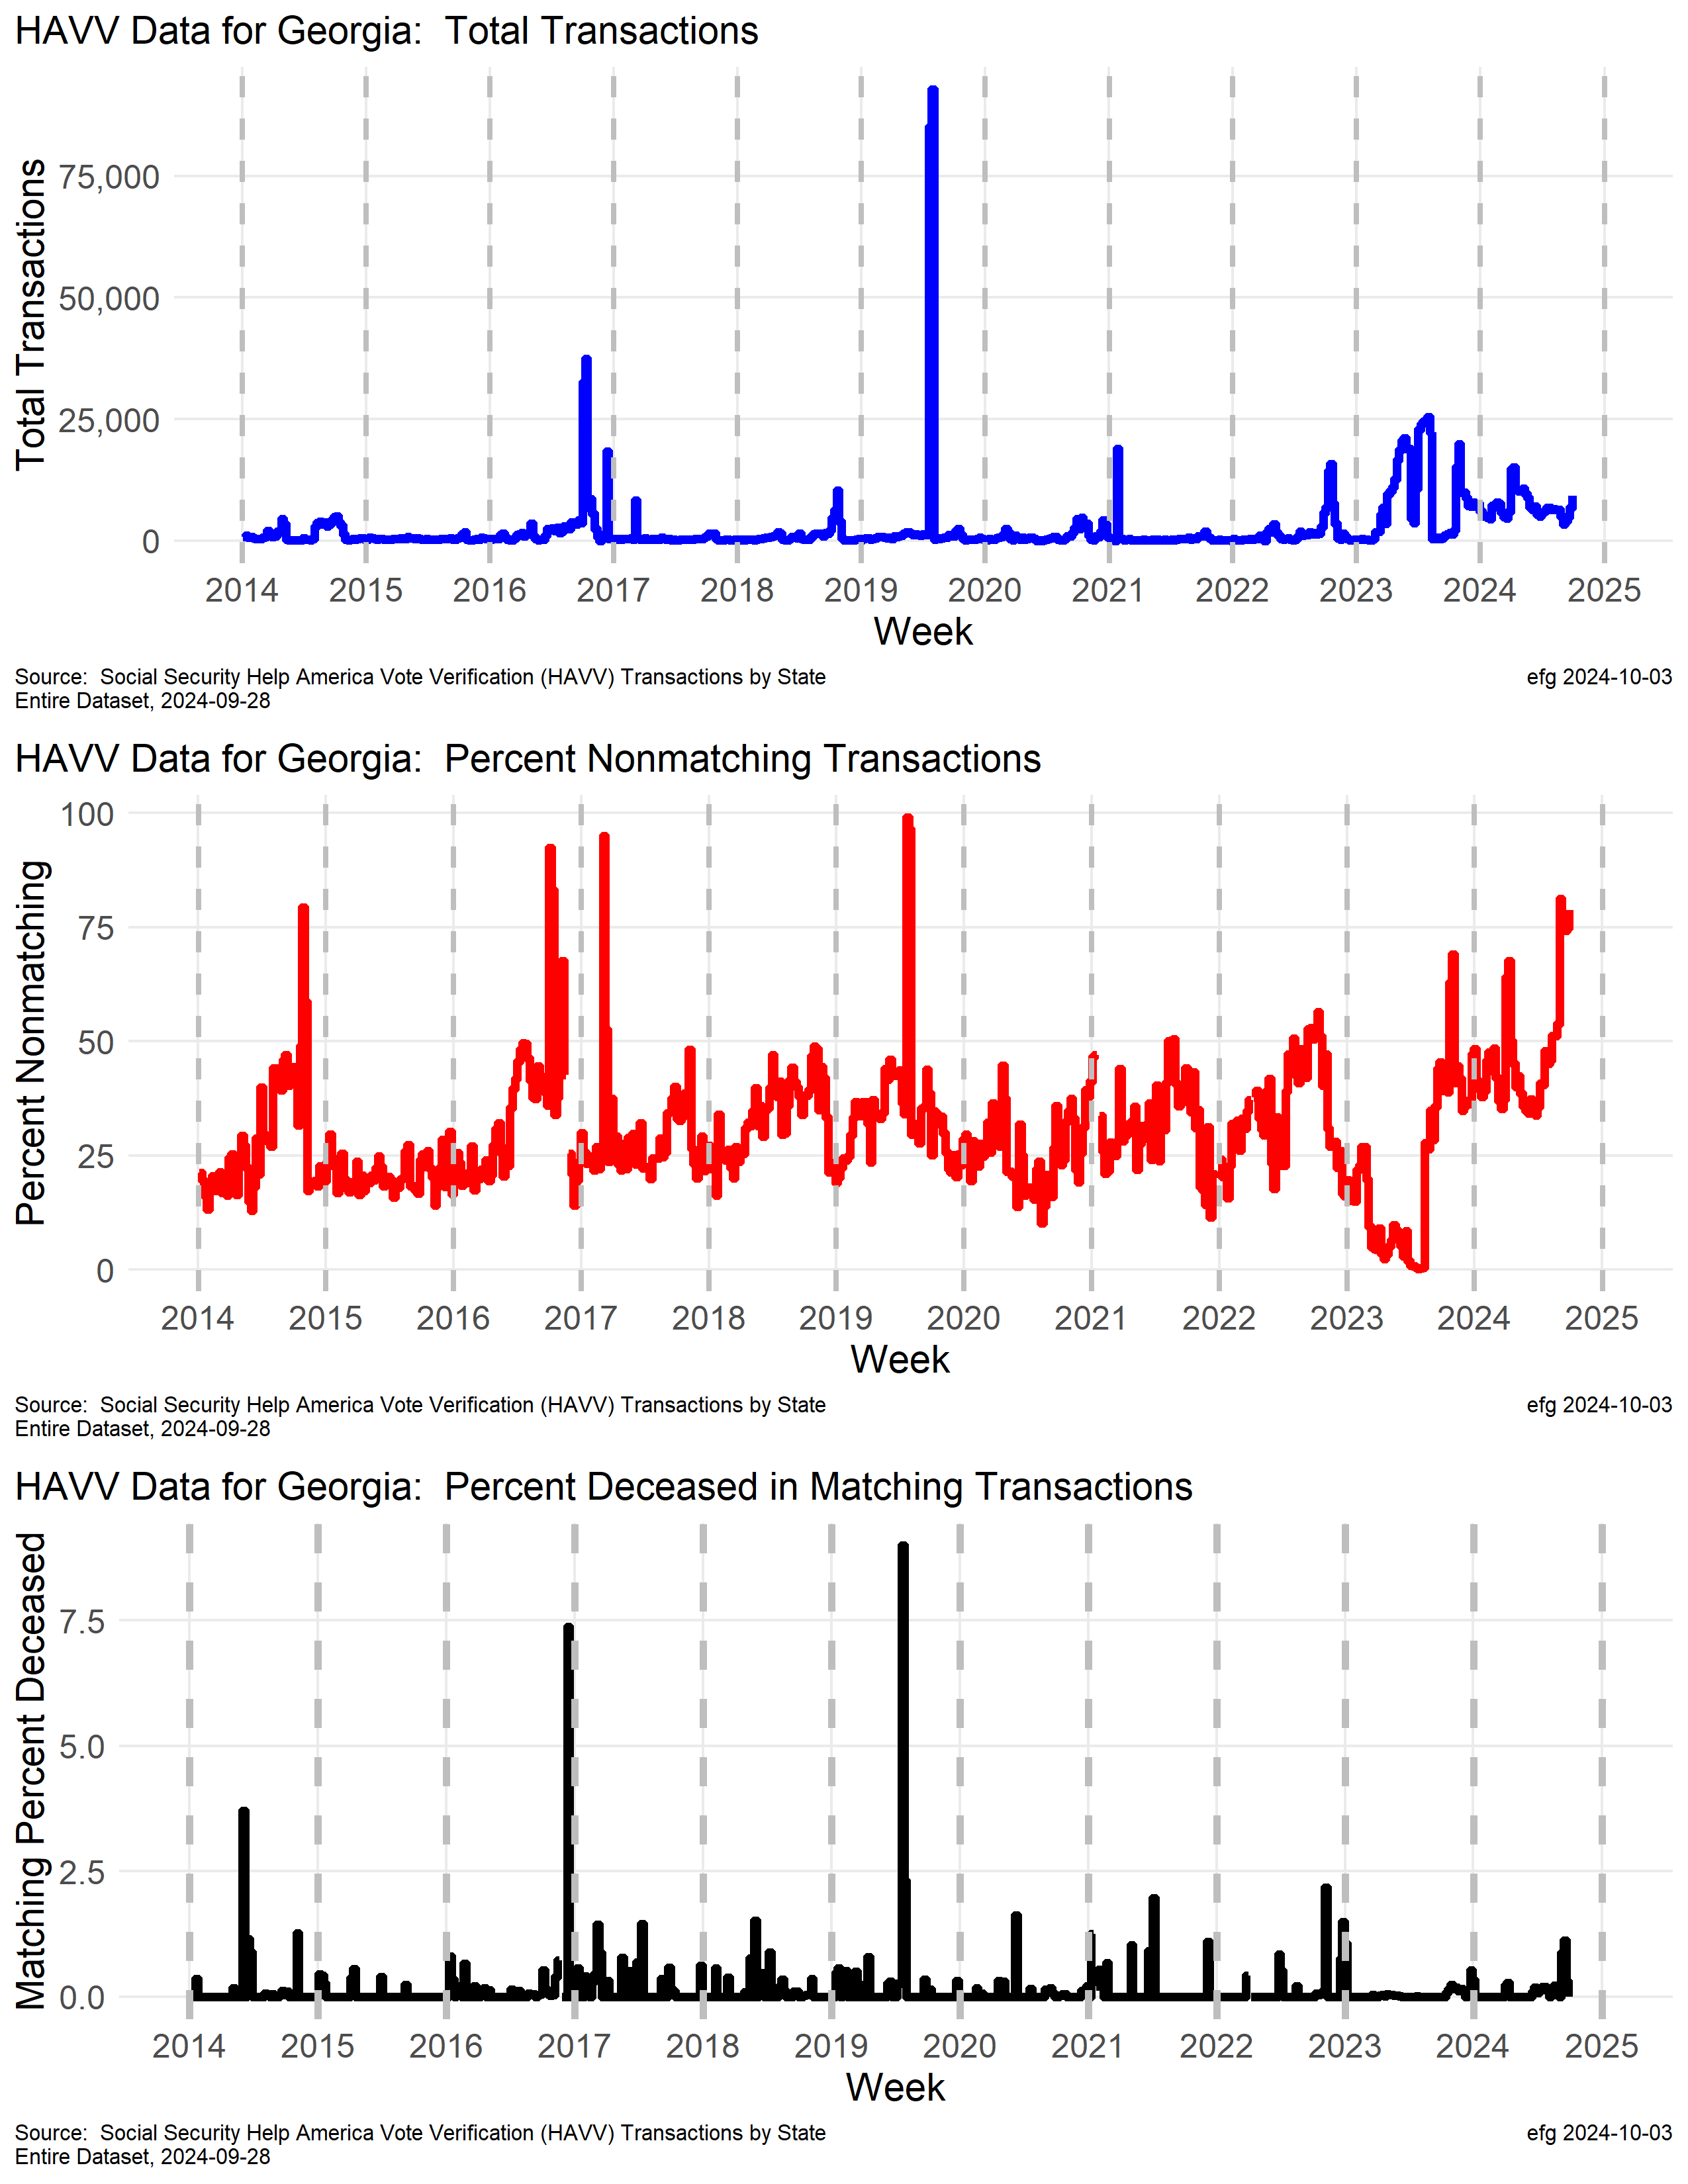 HAVV Data for Georgia:  Total Transactions
Total Transactions
75,000
50,000
25,000
0
2014 2015 2016 2017 2018 2019 2020 2021 2022 2023 2024 2025
Week
Source:  Social Security Help America Vote Verification (HAVV) Transactions by State
Entire Dataset, 2024-09-28
efg 2024-10-03
HAVV Data for Georgia:  Percent Nonmatching Transactions
Percent Nonmatching
100
75
50
25
0
2014 2015 2016 2017 2018 2019 2020 2021 2022 2023 2024 2025
Week
Source:  Social Security Help America Vote Verification (HAVV) Transactions by State
Entire Dataset, 2024-09-28
efg 2024-10-03
HAVV Data for Georgia:  Percent Deceased in Matching Transactions
Matching Percent Deceased
7.5
5.0
2.5
0.0
2014 2015 2016 2017 2018 2019 2020 2021 2022 2023 2024 2025
Week
Source:  Social Security Help America Vote Verification (HAVV) Transactions by State
Entire Dataset, 2024-09-28
efg 2024-10-03